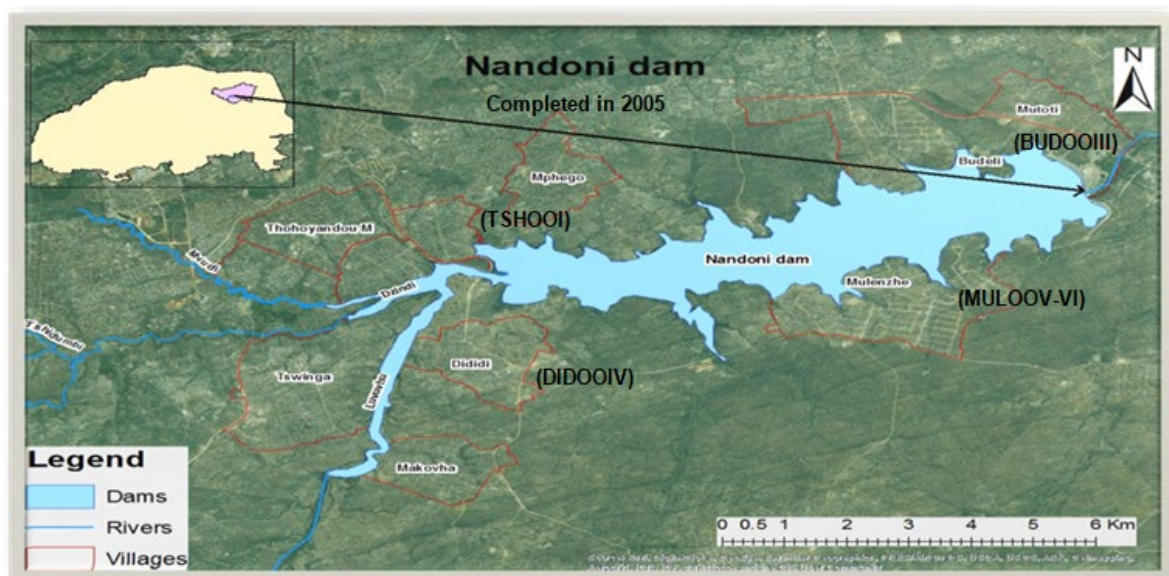 Nandoni dam
Completed in 2005
N
Mutoti
(BUDOOIII)
Budeli
Mphego
(TSHOOI)
Thohoyandou M
Mvudi
Dzindi
Nandoni dam
Mulenzhe
(MULOOV-VI)
Tshidumbi
Dididi
(DIDOOIV)
Tswinga
Luvuvhu
Makovha
Legend
Dams
Rivers
Villages
0 0.5 1 2 3 4 5 6 Km